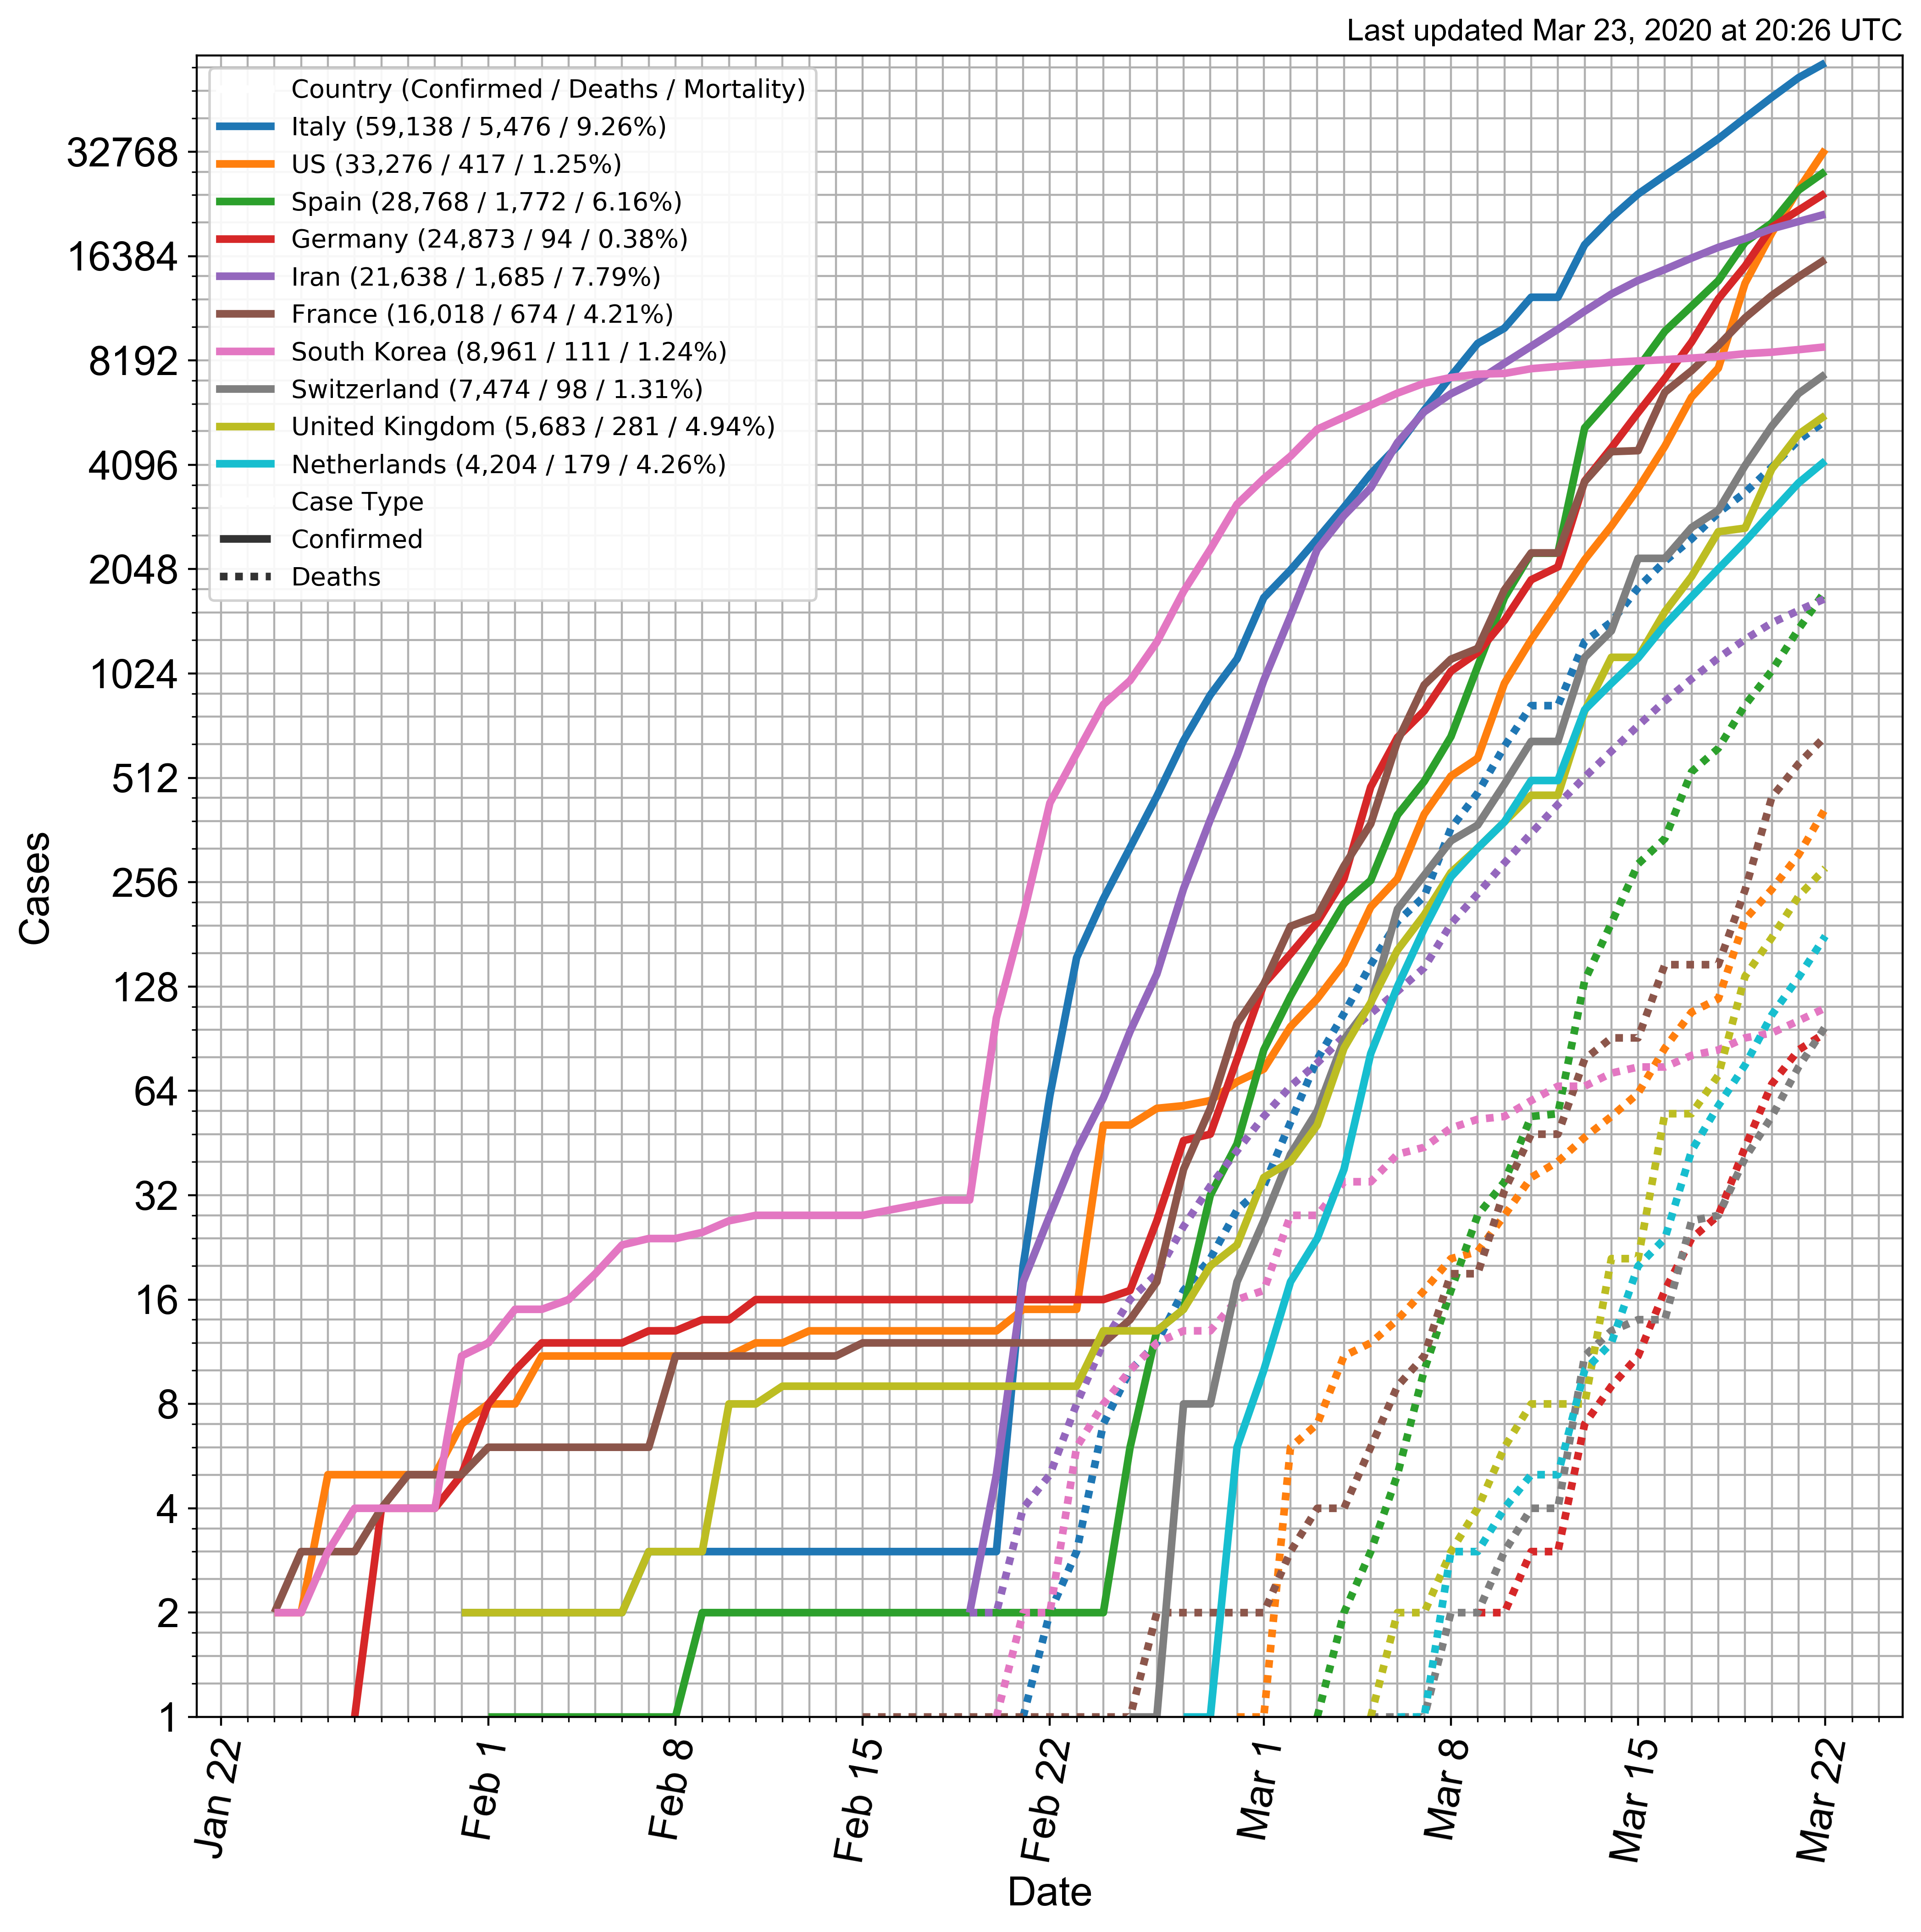 Last updated Mar 23, 2020 at 20:26 UTC
Country (Confirmed / Deaths / Mortality)
Italy (59,138 / 5,476 / 9.26%)
US (33,276 / 417 / 1.25%)
Spain (28,768 / 1,772 / 6.16%)
Germany (24,873 / 94 / 0.38%)
Iran (21,638 / 1,685 / 7.79%)
France (16,018 / 674 / 4.21%)
South Korea (8,961 / 111 / 1.24%)
Switzerland (7,474 / 98 / 1.31%)
United Kingdom (5,683 / 281 / 4.94%)
Netherlands (4,204 / 179 / 4.26%)
Case Type
Confirmed
Deaths
32768
16384
8192
4096
2048
1024
512
256
128
64
32
16
8
4
2
1
Cases
Jan 22
Feb 1
Feb 8
Feb 15
Feb 22
Mar 1
Mar 8
Mar 15
Mar 22
Date